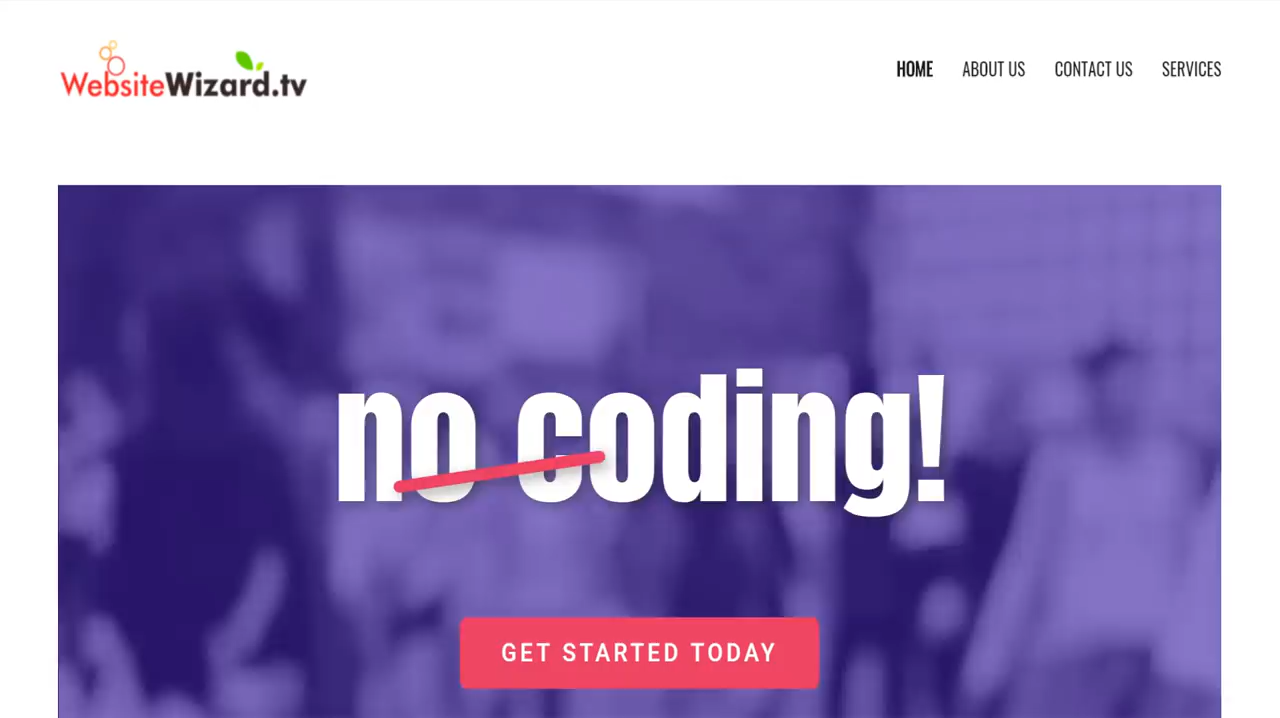 WebsiteWizard.tv
HOME ABOUT US CONTACT US SERVICES
no coding!
GET STARTED TODAY